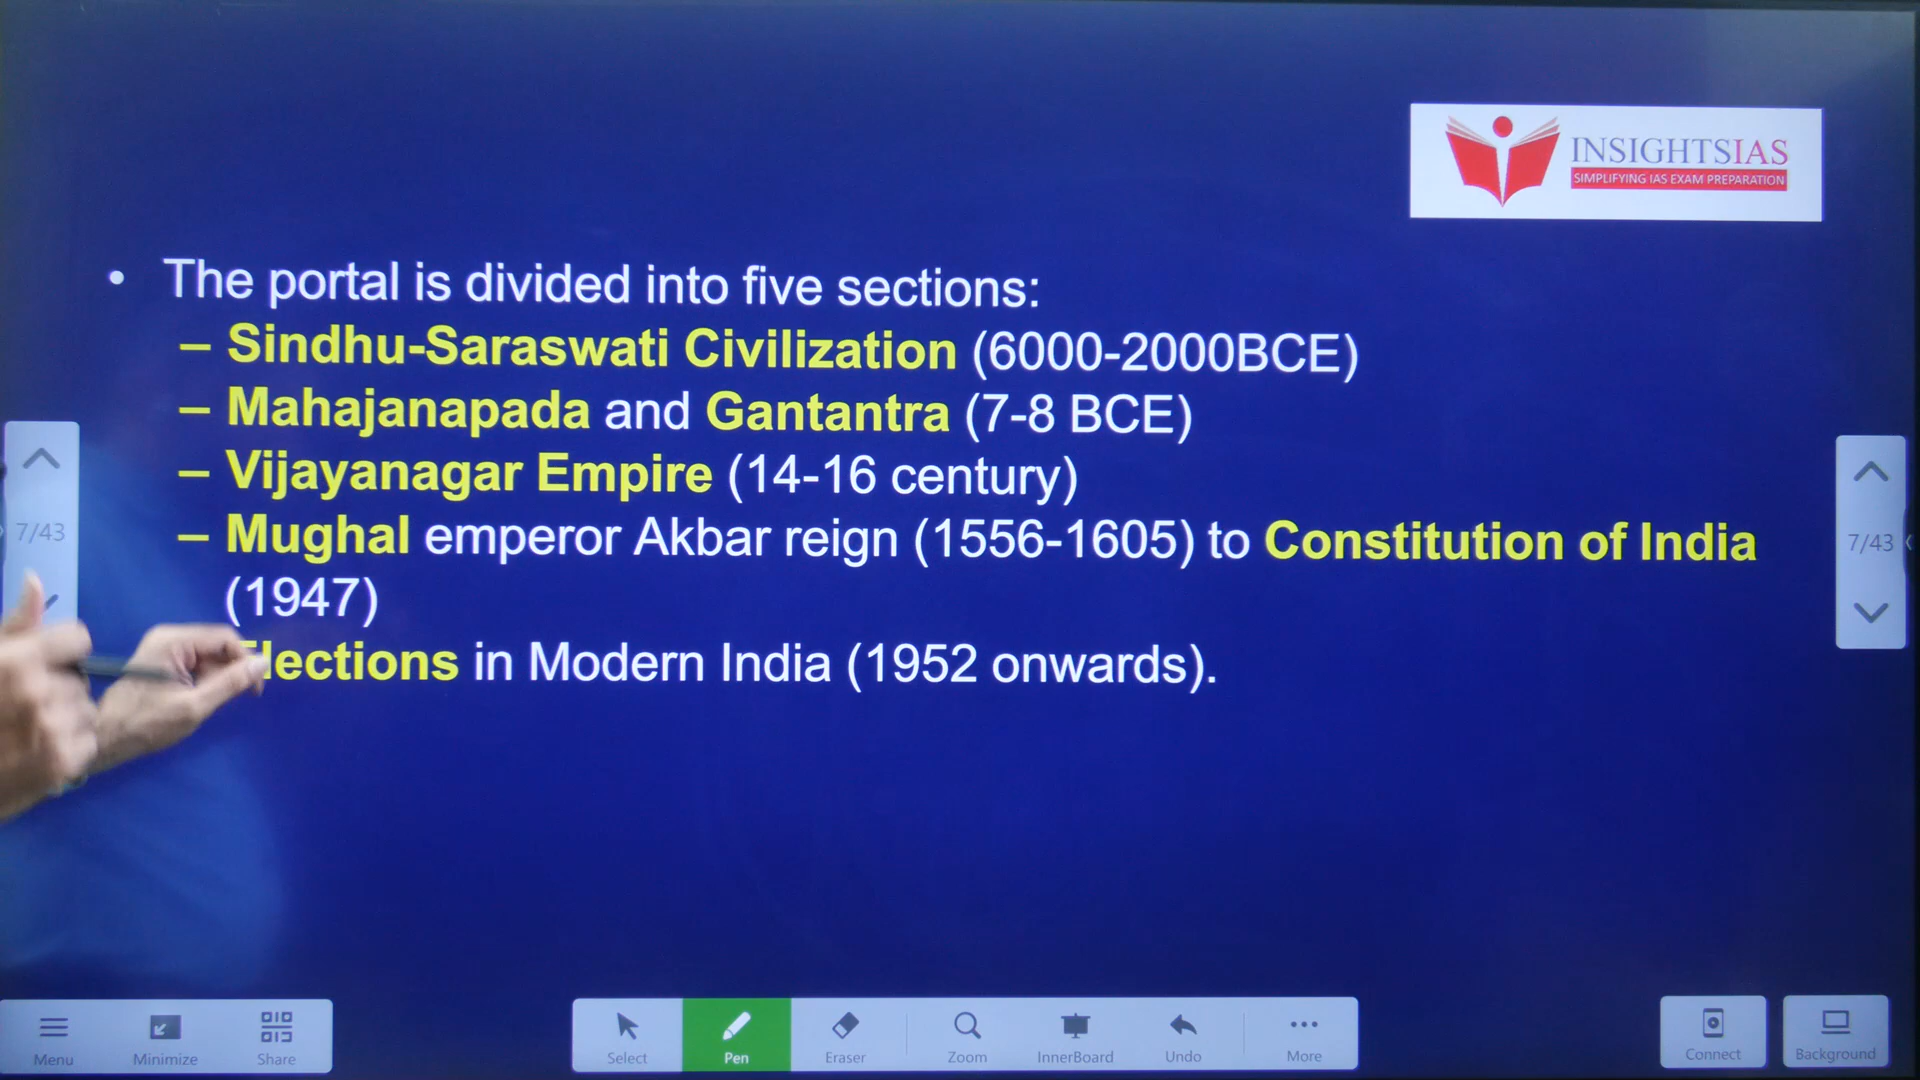 INSIGHTSIAS
SIMPLIFYING IAS EXAM PREPARATION
• The portal is divided into five sections:
– Sindhu-Saraswati Civilization (6000-2000BCE)
– Mahajanapada and Gantantra (7-8 BCE)
– Vijayanagar Empire (14-16 century)
– Mughal emperor Akbar reign (1556-1605) to Constitution of India
(1947)
Elections in Modern India (1952 onwards).
7/43
7/43
Menu
Minimize
Share
Select
Pen
Eraser
Zoom
InnerBoard
Undo
More
Connect
Background